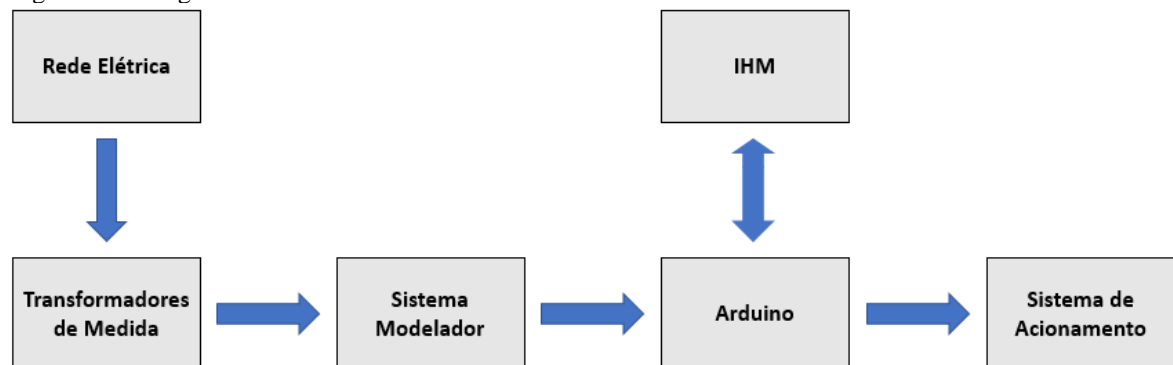 Rede Elétrica
IHM
Transformadores
de Medida
Sistema
Modelador
Arduino
Sistema de
Acionamento